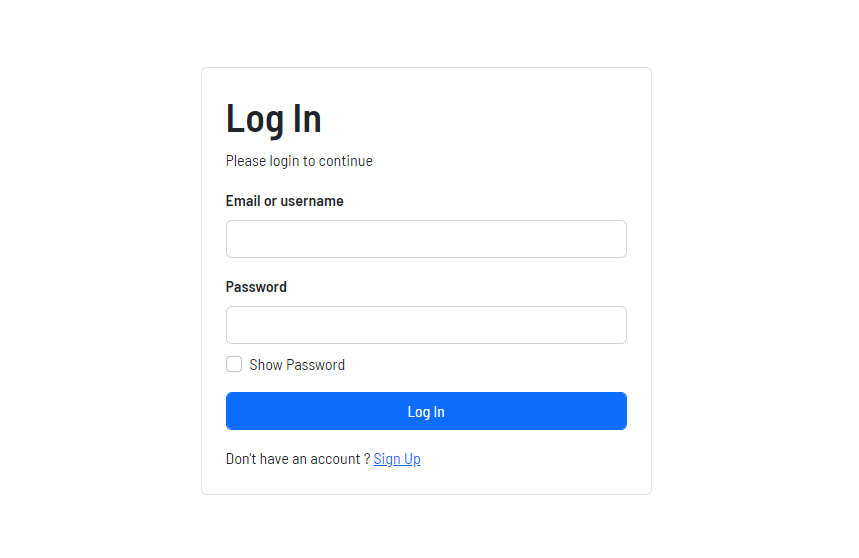 Log In
Please login to continue
Email or username
Password
Show Password
Log In
Don't have an account ? Sign Up